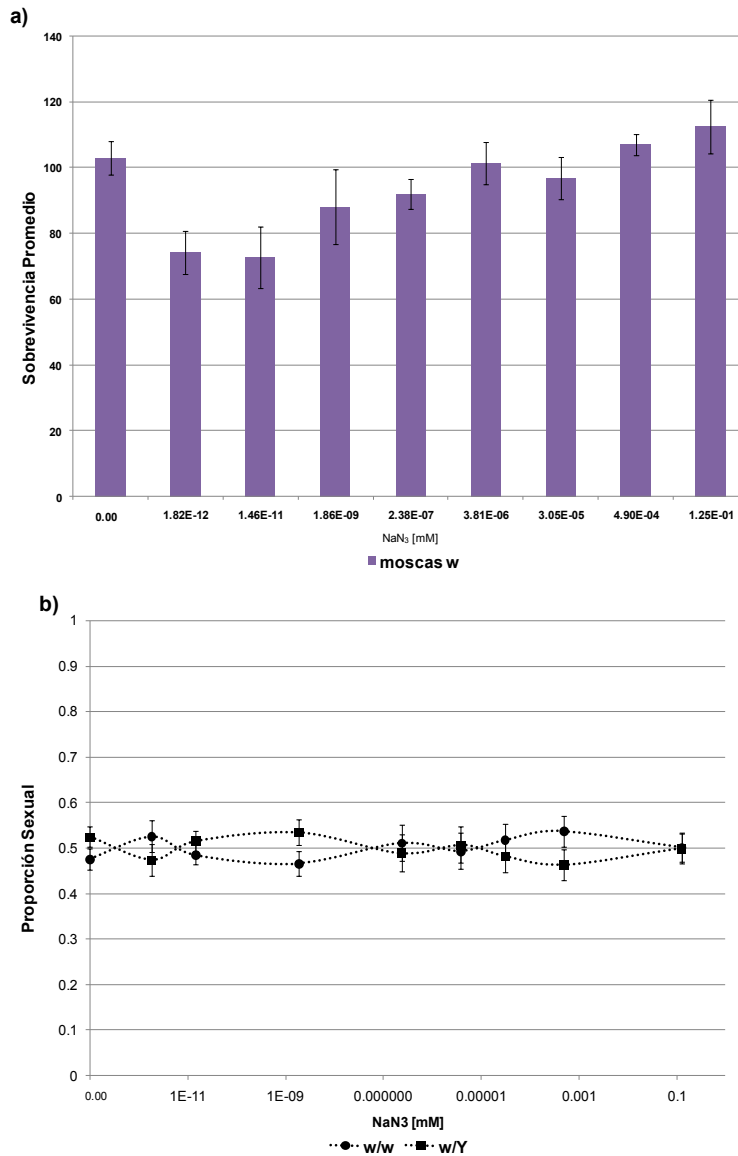 a)
140
120
100
80
60
40
20
0
Sobrevivencia Promedio
0.00 1.82E-12 1.46E-11 1.86E-09 2.38E-07 3.81E-06 3.05E-05 4.90E-04 1.25E-01
NaN₃ [mM]
moscas w
b)
1
0.9
0.8
0.7
0.6
0.5
0.4
0.3
0.2
0.1
0
Proporción Sexual
0.00 1E-11 1E-09 0.000000 0.00001 0.001 0.1
NaN3 [mM]
w/w w/Y